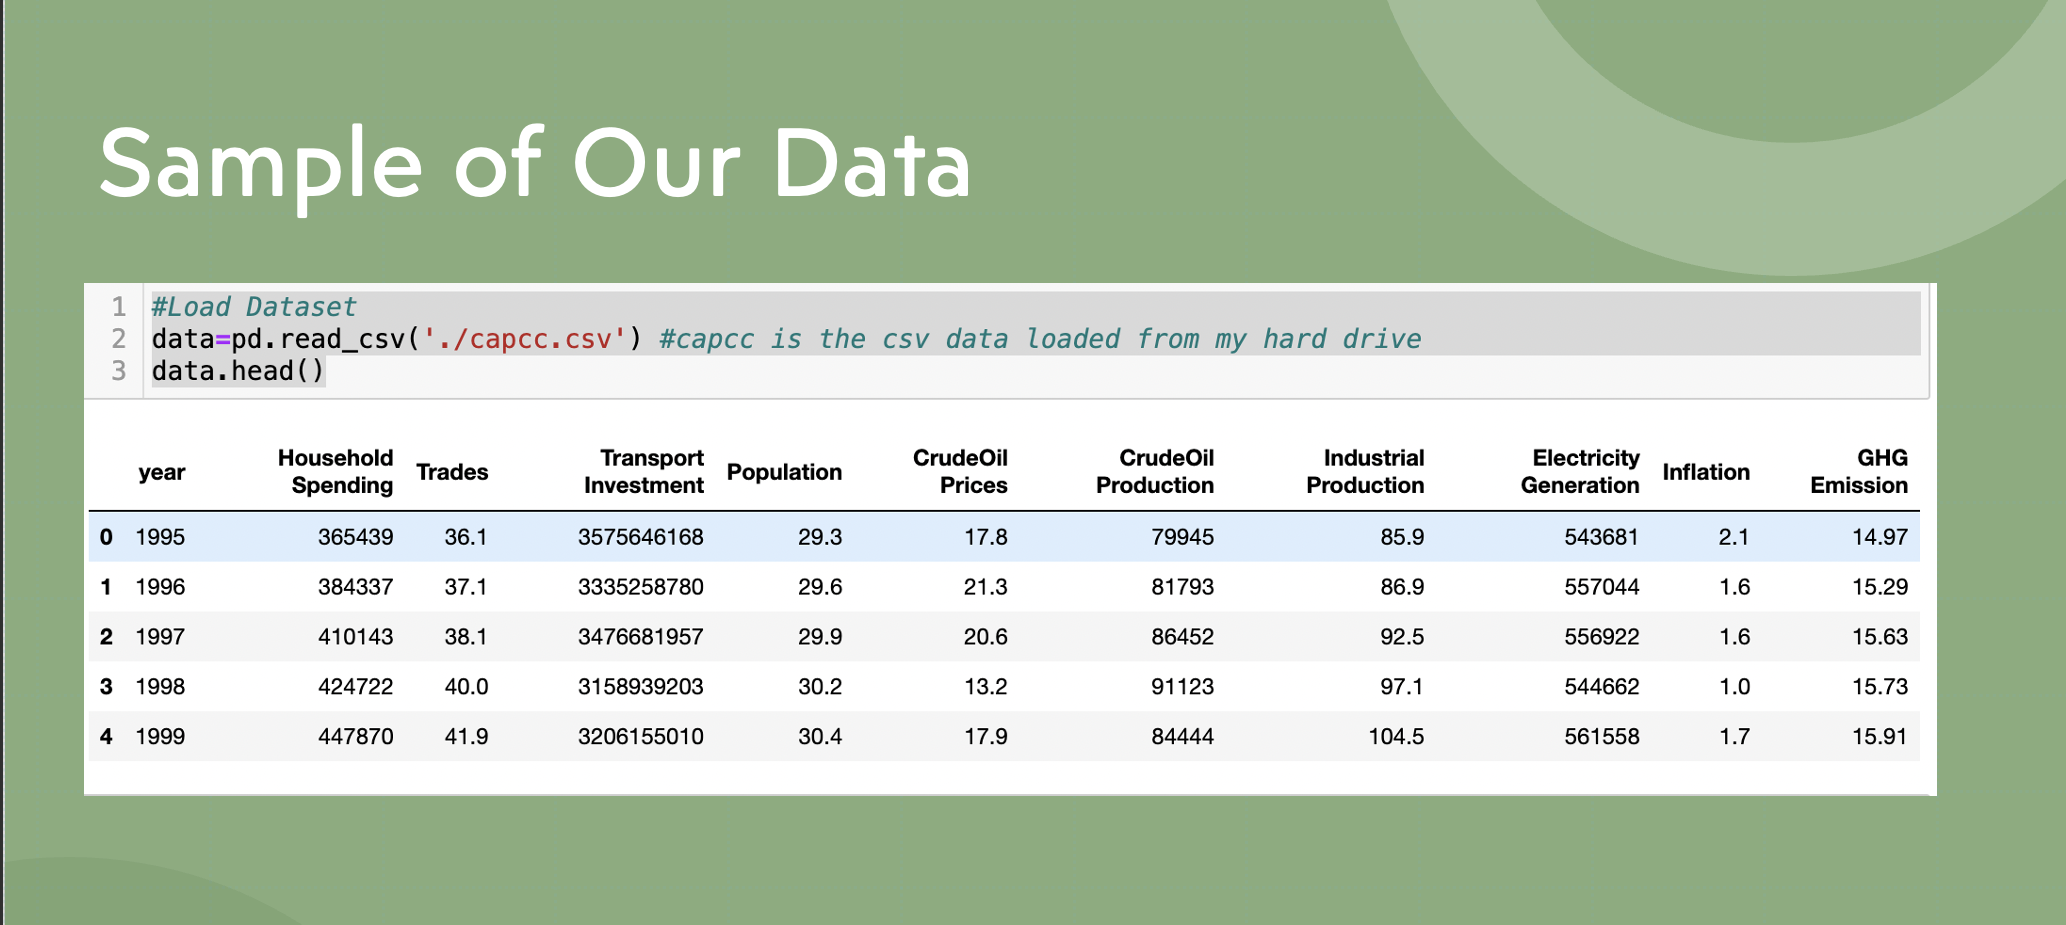 Sample of Our Data
1 #Load Dataset
2 data=pd.read_csv('./capcc.csv') #capcc is the csv data loaded from my hard drive
3 data.head()
year Household Spending Trades Transport Investment Population CrudeOil Prices CrudeOil Production Industrial Production Electricity Generation Inflation GHG Emission
0 1995 365439 36.1 3575646168 29.3 17.8 79945 85.9 543681 2.1 14.97
1 1996 384337 37.1 3335258780 29.6 21.3 81793 86.9 557044 1.6 15.29
2 1997 410143 38.1 3476681957 29.9 20.6 86452 92.5 556922 1.6 15.63
3 1998 424722 40.0 3158939203 30.2 13.2 91123 97.1 544662 1.0 15.73
4 1999 447870 41.9 3206155010 30.4 17.9 84444 104.5 561558 1.7 15.91